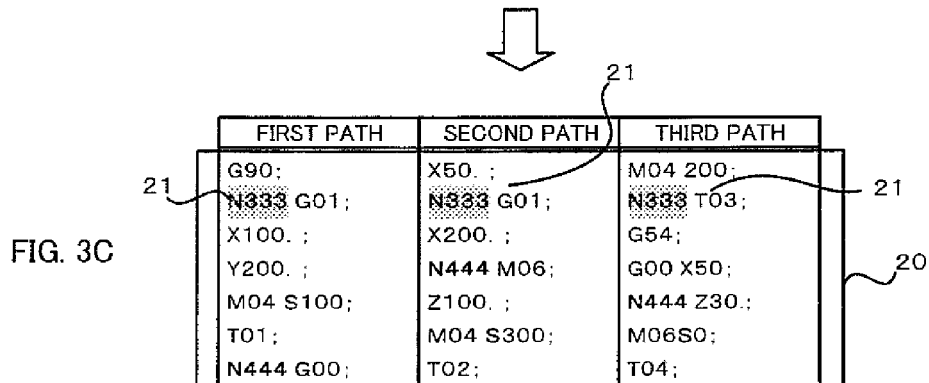 21
FIRST PATH SECOND PATH THIRD PATH
G90; X50. ; M04 200;
21 N333 G01; N333 G01; N333 T03; 21
X100. ; X200. ; G54;
Y200. ; N444 M06; G00 X50;
M04 S100; Z100. ; N444 Z30.;
T01; M04 S300; M06S0;
N444 G00; T02; T04;
20
FIG. 3C